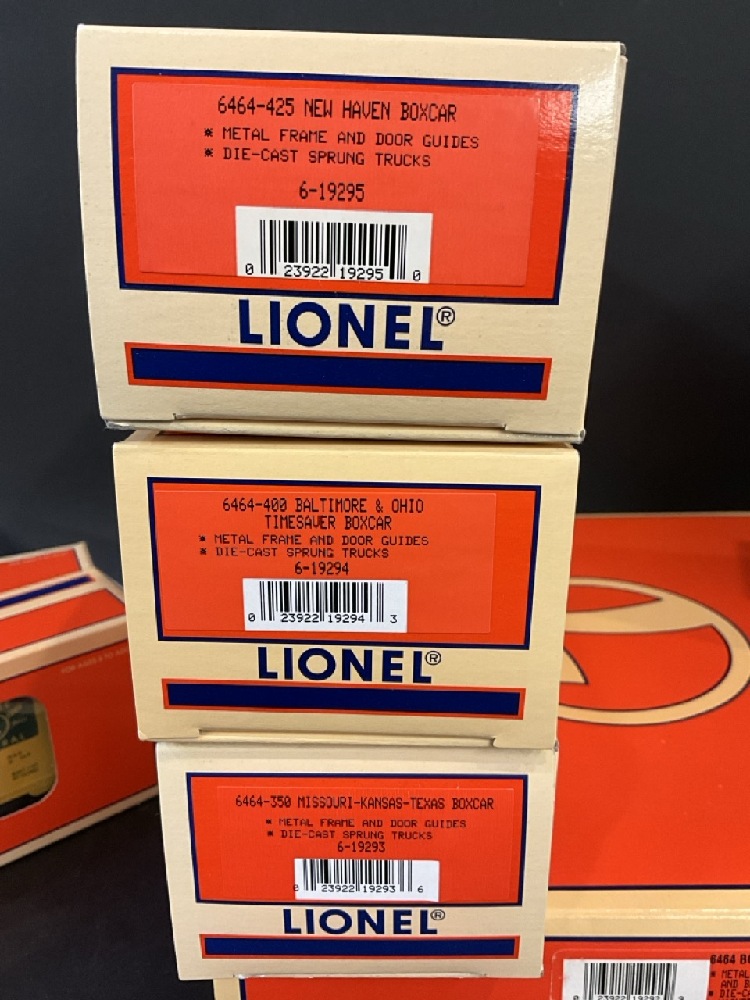 6464-425 NEW HAVEN BOXCAR
* METAL FRAME AND DOOR GUIDES
* DIE-CAST SPRUNG TRUCKS
6-19295
0 23922 19295 0
LIONEL®
6464-400 BALTIMORE & OHIO
TIMESAVER BOXCAR
* METAL FRAME AND DOOR GUIDES
* DIE-CAST SPRUNG TRUCKS
6-19294
0 23922 19294 3
LIONEL®
6464-350 MISSOURI-KANSAS-TEXAS BOXCAR
* METAL FRAME AND DOOR GUIDES
* DIE-CAST SPRUNG TRUCKS
6-19293
0 23922 19293 6
LIONEL®
6464
* METAL
AND
* DIE-C